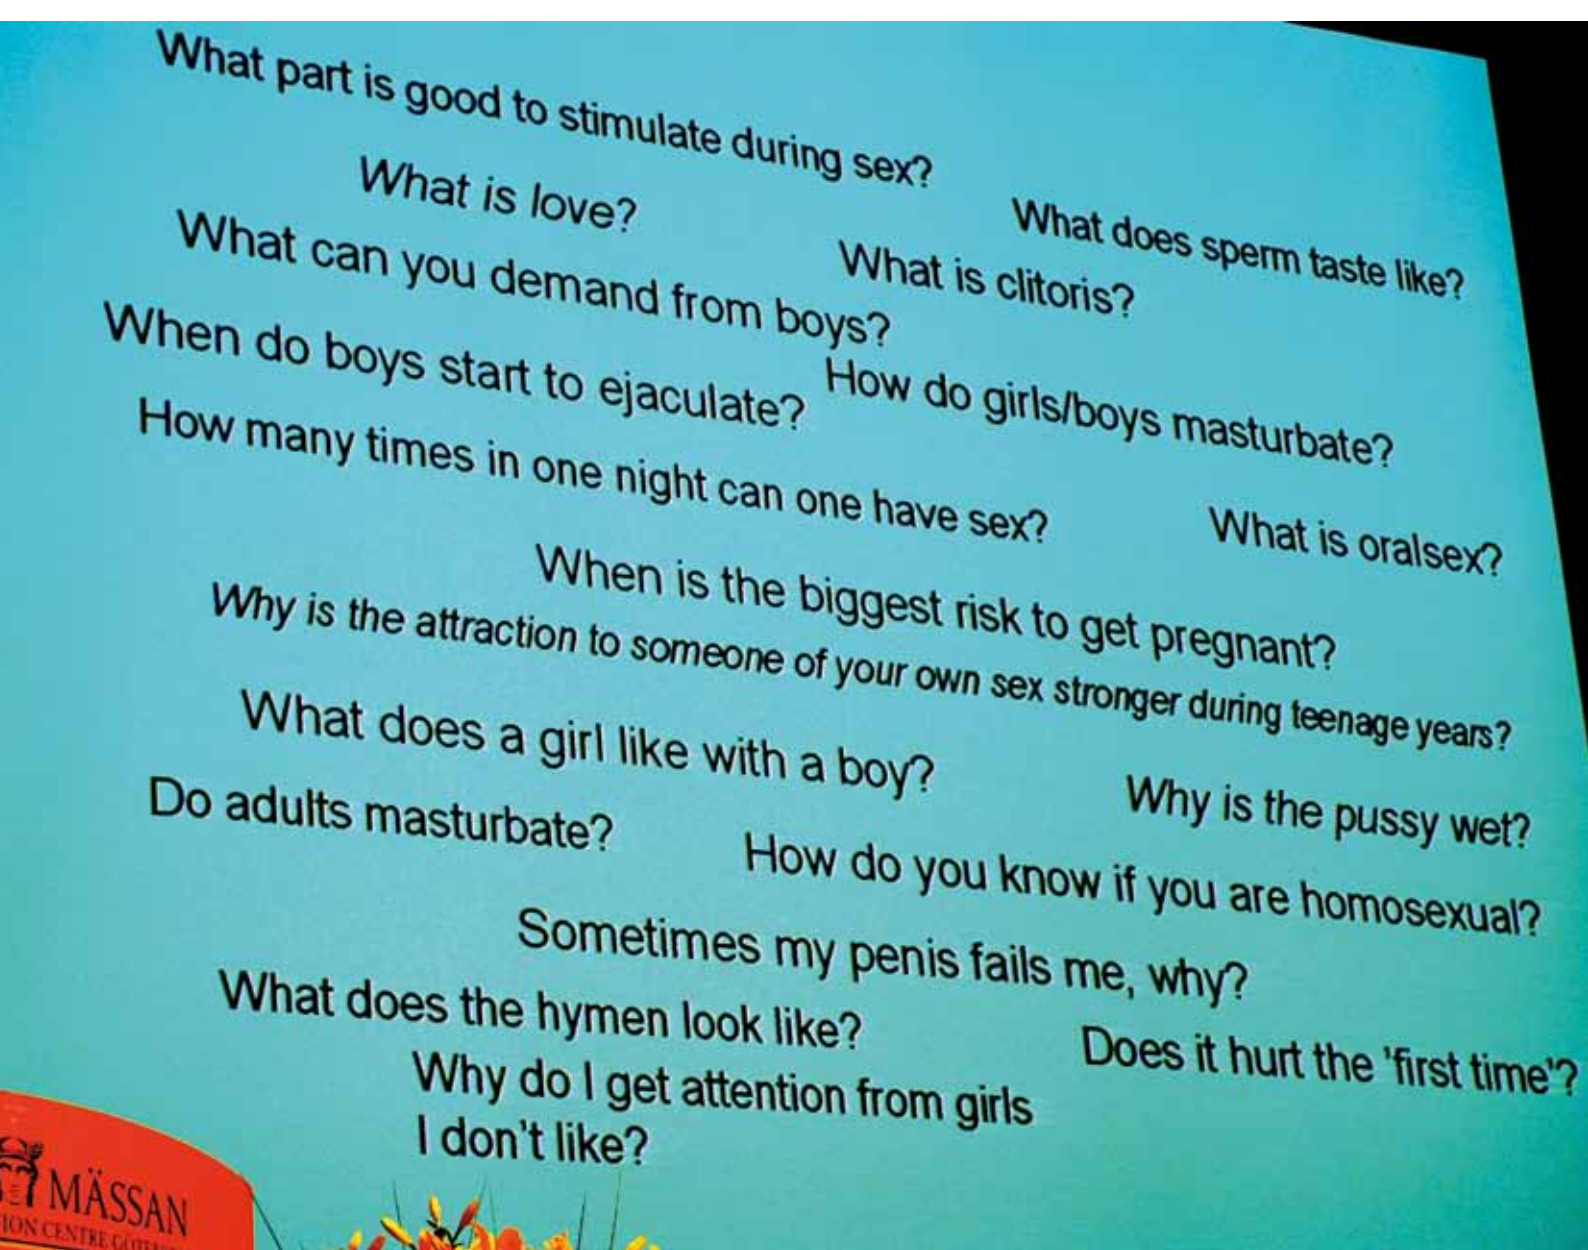 What part is good to stimulate during sex?
What is love?
What does sperm taste like?
What can you demand from boys?
What is clitoris?
When do boys start to ejaculate?
How do girls/boys masturbate?
How many times in one night can one have sex?
What is oralsex?
When is the biggest risk to get pregnant?
Why is the attraction to someone of your own sex stronger during teenage years?
What does a girl like with a boy?
Why is the pussy wet?
Do adults masturbate?
How do you know if you are homosexual?
Sometimes my penis fails me, why?
What does the hymen look like?
Does it hurt the 'first time'?
Why do I get attention from girls
I don't like?
MÄSSAN
CENTRE